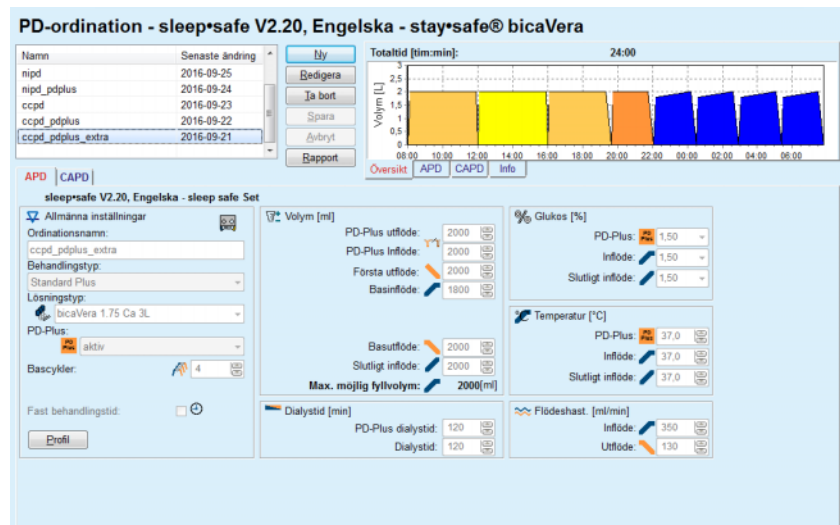 PD-ordination - sleep•safe V2.20, Engelska - stay•safe® bicaVera
Namn Senaste ändring
nipd 2016-09-25
nipd_pdplus 2016-09-24
ccpd 2016-09-23
ccpd_pdplus 2016-09-22
ccpd_pdplus_extra 2016-09-21
Ny
Redigera
Ta bort
Spara
Avbryt
Rapport
Totaltid [tim:min]: 24:00
Volym [L]
3
2,5
2
1,5
1
0,5
0
08:00 10:00 12:00 14:00 16:00 18:00 20:00 22:00 00:00 02:00 04:00 06:00
Översikt APD CAPD Info
APD CAPD
sleep•safe V2.20, Engelska - sleep safe Set
Allmänna inställningar
Ordinationsnamn:
ccpd_pdplus_extra
Behandlingstyp:
Standard Plus
Lösningstyp:
bicaVera 1.75 Ca 3L
PD-Plus:
PD Plus aktiv
Bascykler: 4
Fast behandlingstid:
Profil
Volym [ml]
PD-Plus utflöde: 2000
PD-Plus Inflöde: 2000
Första utflöde: 2000
Basinflöde: 1800
Basutflöde: 2000
Slutligt inflöde: 2000
Max. möjlig fyllvolym: 2000[ml]
Dialystid [min]
PD-Plus dialystid: 120
Dialystid: 120
Glukos [%]
PD-Plus: PD Plus 1,50
Inflöde: 1,50
Slutligt inflöde: 1,50
Temperatur [°C]
PD-Plus: PD Plus 37,0
Inflöde: 37,0
Slutligt inflöde: 37,0
Flödeshast. [ml/min]
Inflöde: 350
Utflöde: 130